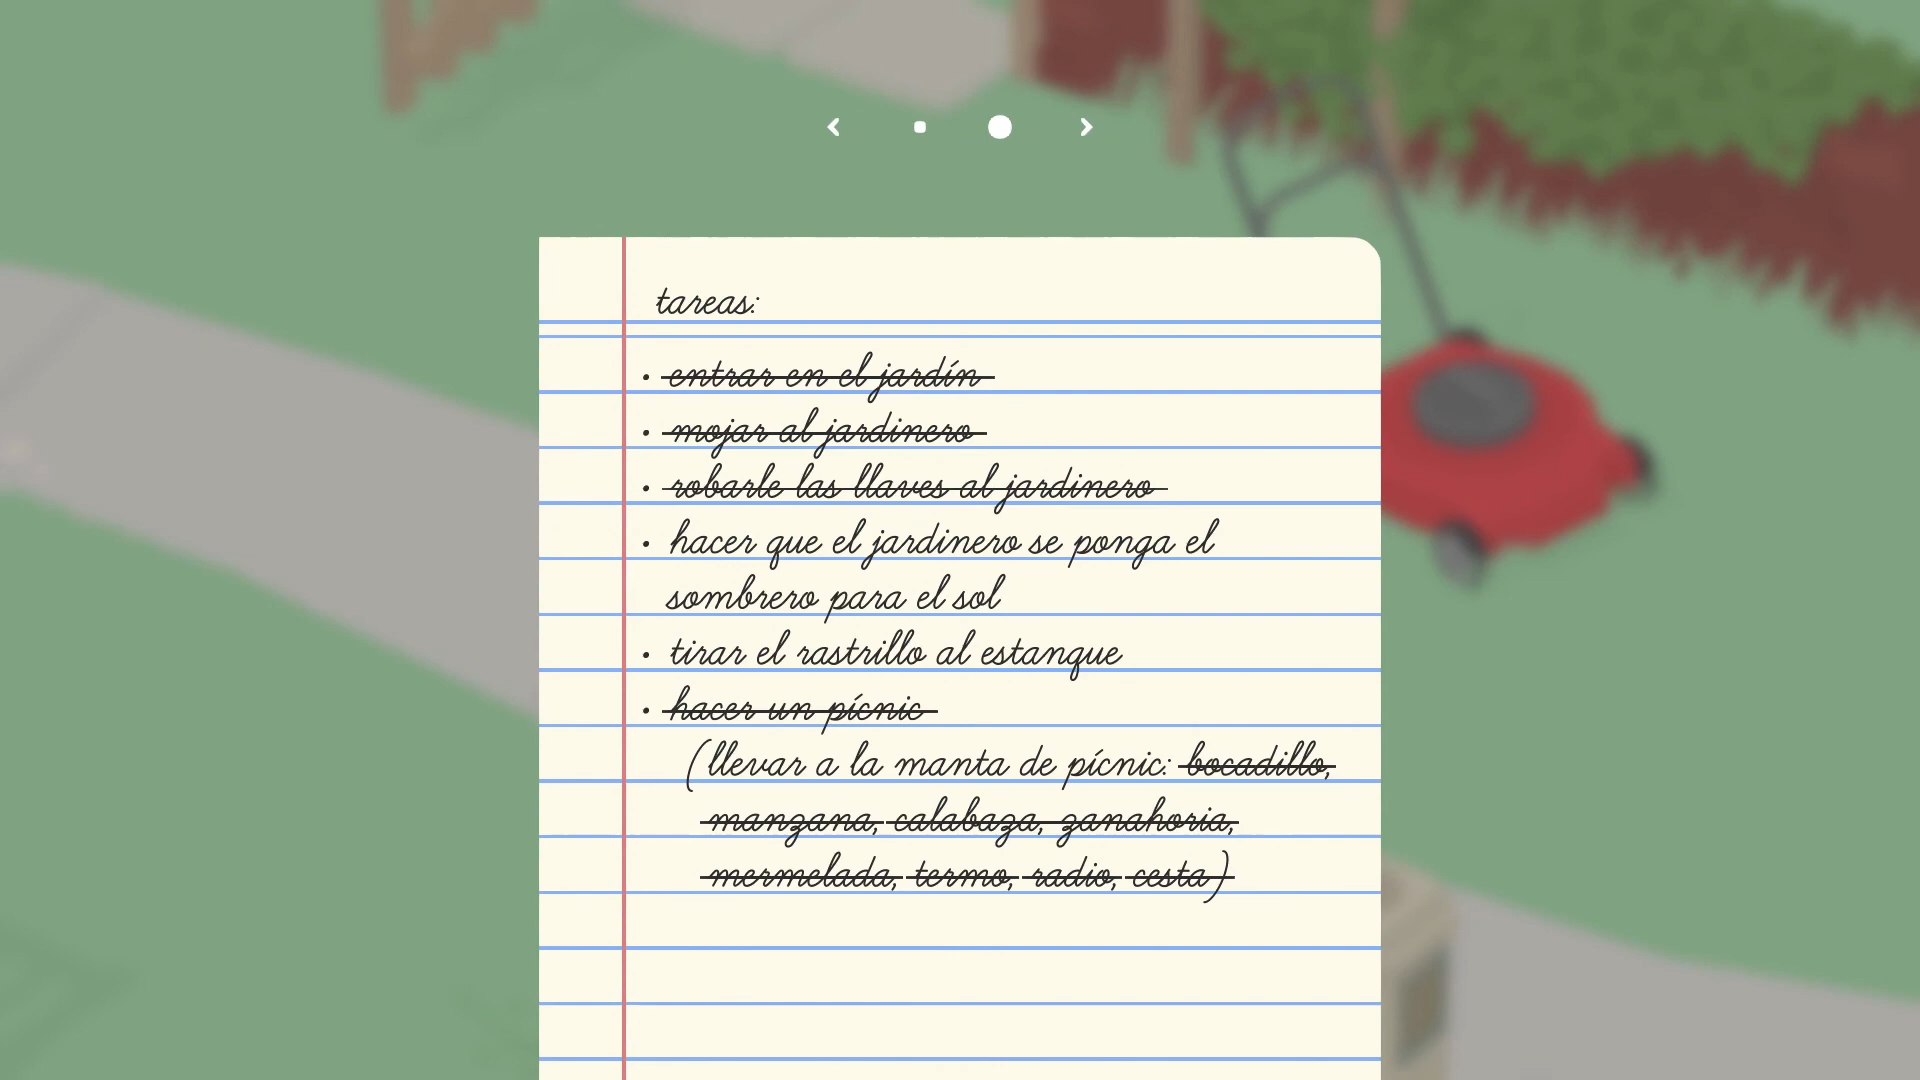 tareas:
• entrar en el jardín
• mojar al jardinero
• robarle las llaves al jardinero
• hacer que el jardinero se ponga el
sombrero para el sol
• tirar el rastrillo al estanque
• hacer un pícnic
(llevar a la manta de pícnic: bocadillo,
manzana, calabaza, zanahoria,
mermelada, termo, radio, cesta)